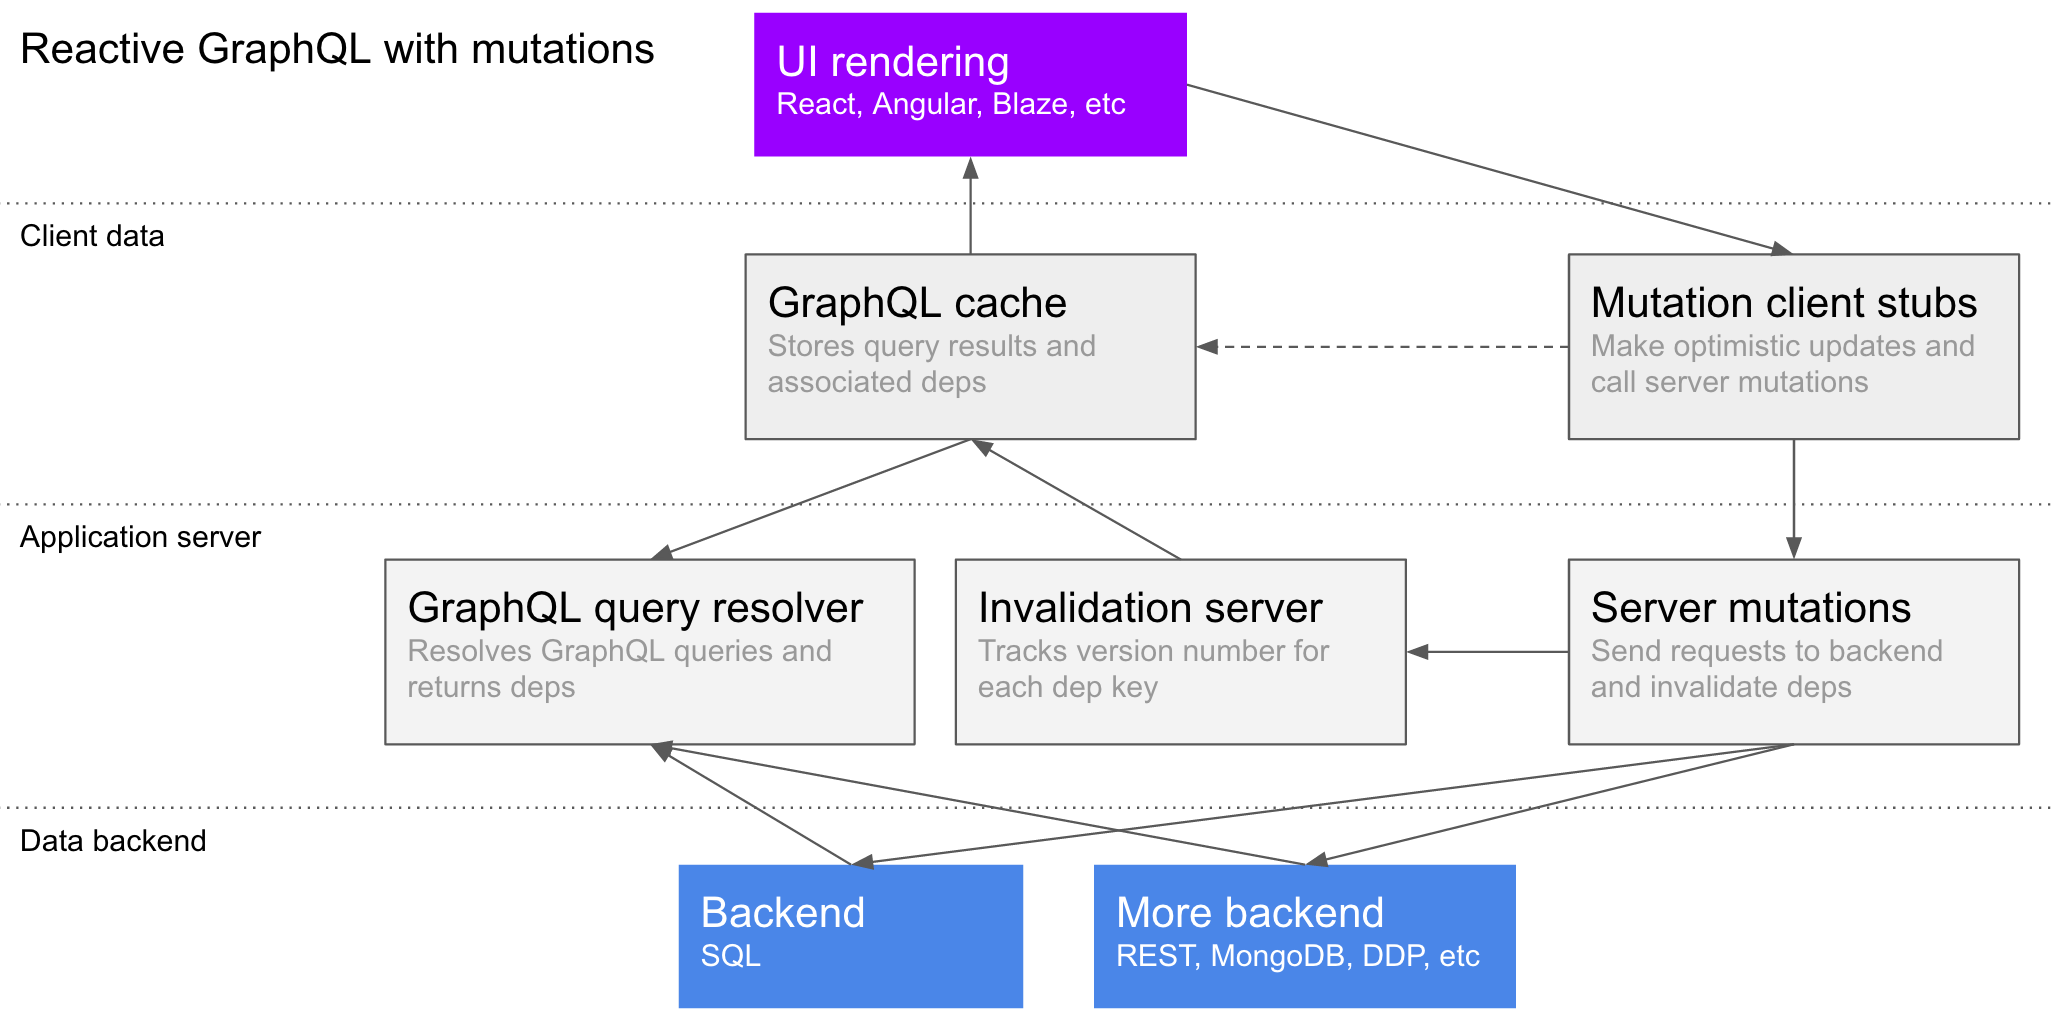 Reactive GraphQL with mutations
UI rendering
React, Angular, Blaze, etc
Client data
GraphQL cache
Stores query results and
associated deps
Mutation client stubs
Make optimistic updates and
call server mutations
Application server
GraphQL query resolver
Resolves GraphQL queries and
returns deps
Invalidation server
Tracks version number for
each dep key
Server mutations
Send requests to backend
and invalidate deps
Data backend
Backend
SQL
More backend
REST, MongoDB, DDP, etc